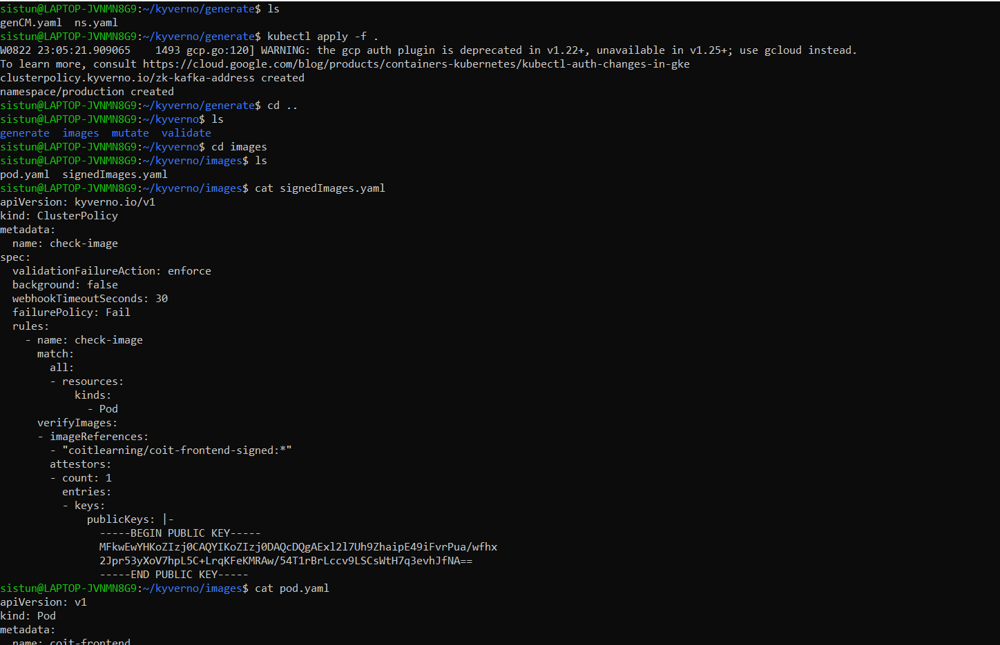 sistun@LAPTOP-JVNMN8G9:~/kyverno/generate$ ls
genCM.yaml  ns.yaml
sistun@LAPTOP-JVNMN8G9:~/kyverno/generate$ kubectl apply -f .
W0822 23:05:21.909065    1493 gcp.go:120] WARNING: the gcp auth plugin is deprecated in v1.22+, unavailable in v1.25+; use gcloud instead.
To learn more, consult https://cloud.google.com/blog/products/containers-kubernetes/kubectl-auth-changes-in-gke
clusterpolicy.kyverno.io/zk-kafka-address created
namespace/production created
sistun@LAPTOP-JVNMN8G9:~/kyverno/generate$ cd ..
sistun@LAPTOP-JVNMN8G9:~/kyverno$ ls
generate  images  mutate  validate
sistun@LAPTOP-JVNMN8G9:~/kyverno$ cd images
sistun@LAPTOP-JVNMN8G9:~/kyverno/images$ ls
pod.yaml  signedImages.yaml
sistun@LAPTOP-JVNMN8G9:~/kyverno/images$ cat signedImages.yaml
apiVersion: kyverno.io/v1
kind: ClusterPolicy
metadata:
  name: check-image
spec:
  validationFailureAction: enforce
  background: false
  webhookTimeoutSeconds: 30
  failurePolicy: Fail
  rules:
    - name: check-image
      match:
        all:
        - resources:
            kinds:
              - Pod
      verifyImages:
      - imageReferences:
        - "coitlearning/coit-frontend-signed:*"
        attestors:
        - count: 1
          entries:
          - keys:
              publicKeys: |-
                -----BEGIN PUBLIC KEY-----
                MFkwEwYHKoZIzj0CAQYIKoZIzj0DAQcDQgAExl2l7Uh9ZhaipE49iFvrPua/wfhx
                2Jpr53yXoV7hpL5C+LrqKFeKMRAw/54T1rBrLccv9LSCsWtH7q3evhJfNA==
                -----END PUBLIC KEY-----
sistun@LAPTOP-JVNMN8G9:~/kyverno/images$ cat pod.yaml
apiVersion: v1
kind: Pod
metadata:
  name: coit-frontend